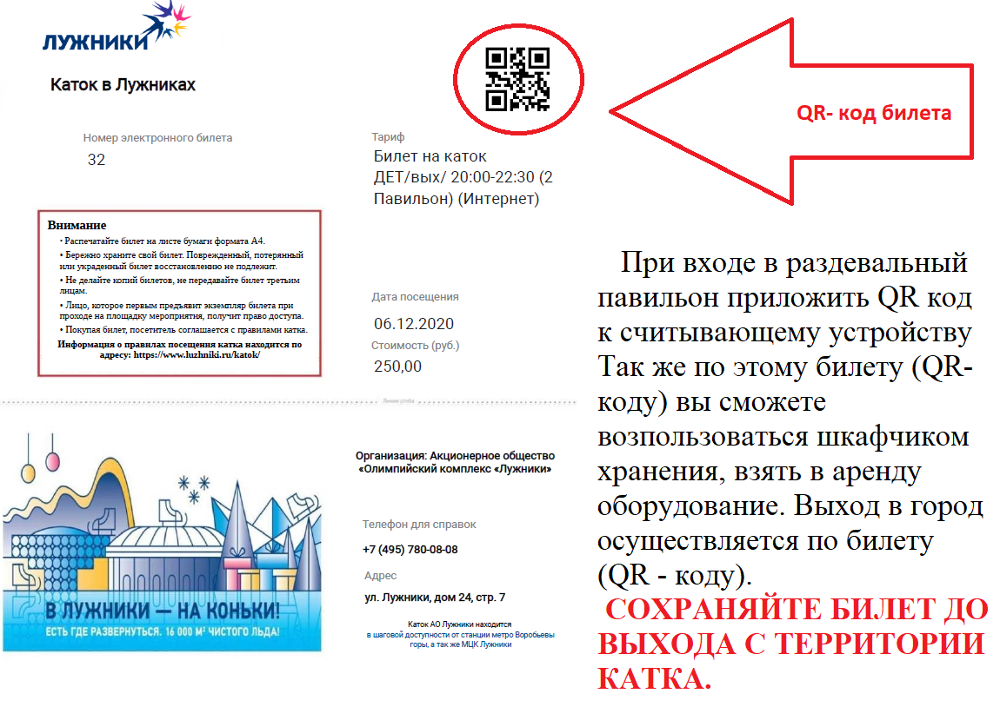 ЛУЖНИКИ
Каток в Лужниках
QR- код билета
Номер электронного билета
32
Тариф
Билет на каток
ДЕТ/вых/ 20:00-22:30 (2
Павильон) (Интернет)
Внимание
• Распечатайте билет на листе бумаги формата А4.
• Бережно храните свой билет. Поврежденный, потерянный
или украденный билет восстановлению не подлежит.
• Не делайте копий билетов, не передавайте билет третьим
лицам.
• Лицо, которое первым предъявит экземпляр билета при
проходе на площадку мероприятия, получит право доступа.
• Покупая билет, посетитель соглашается с правилами катка.
Информация о правилах посещения катка находится по
адресу: https://www.luzhniki.ru/katok/
Дата посещения
06.12.2020
Стоимость (руб.)
250,00
Линия сгиба
В ЛУЖНИКИ — НА КОНЬКИ!
ЕСТЬ ГДЕ РАЗВЕРНУТЬСЯ. 16 000 М² ЧИСТОГО ЛЬДА!
Организация: Акционерное общество
«Олимпийский комплекс «Лужники»
Телефон для справок
+7 (495) 780-08-08
Адрес
ул. Лужники, дом 24, стр. 7
Каток АО Лужники находится
в шаговой доступности от станции метро Воробьевы
горы, а так же МЦК Лужники
При входе в раздевальный
павильон приложить QR код
к считывающему устройству
Так же по этому билету (QR-
коду) вы сможете
возпользоваться шкафчиком
хранения, взять в аренду
оборудование. Выход в город
осуществляется по билету
(QR - коду).
СОХРАНЯЙТЕ БИЛЕТ ДО
ВЫХОДА С ТЕРРИТОРИИ
КАТКА.